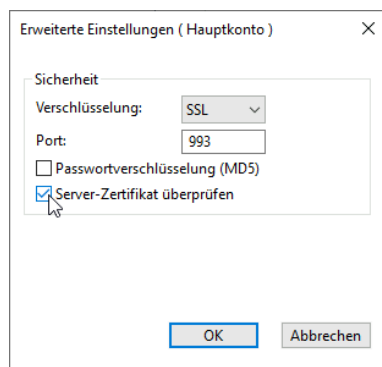 Erweiterte Einstellungen ( Hauptkonto )
Sicherheit
Verschlüsselung: SSL
Port: 993
Passwortverschlüsselung (MD5)
Server-Zertifikat überprüfen
OK Abbrechen